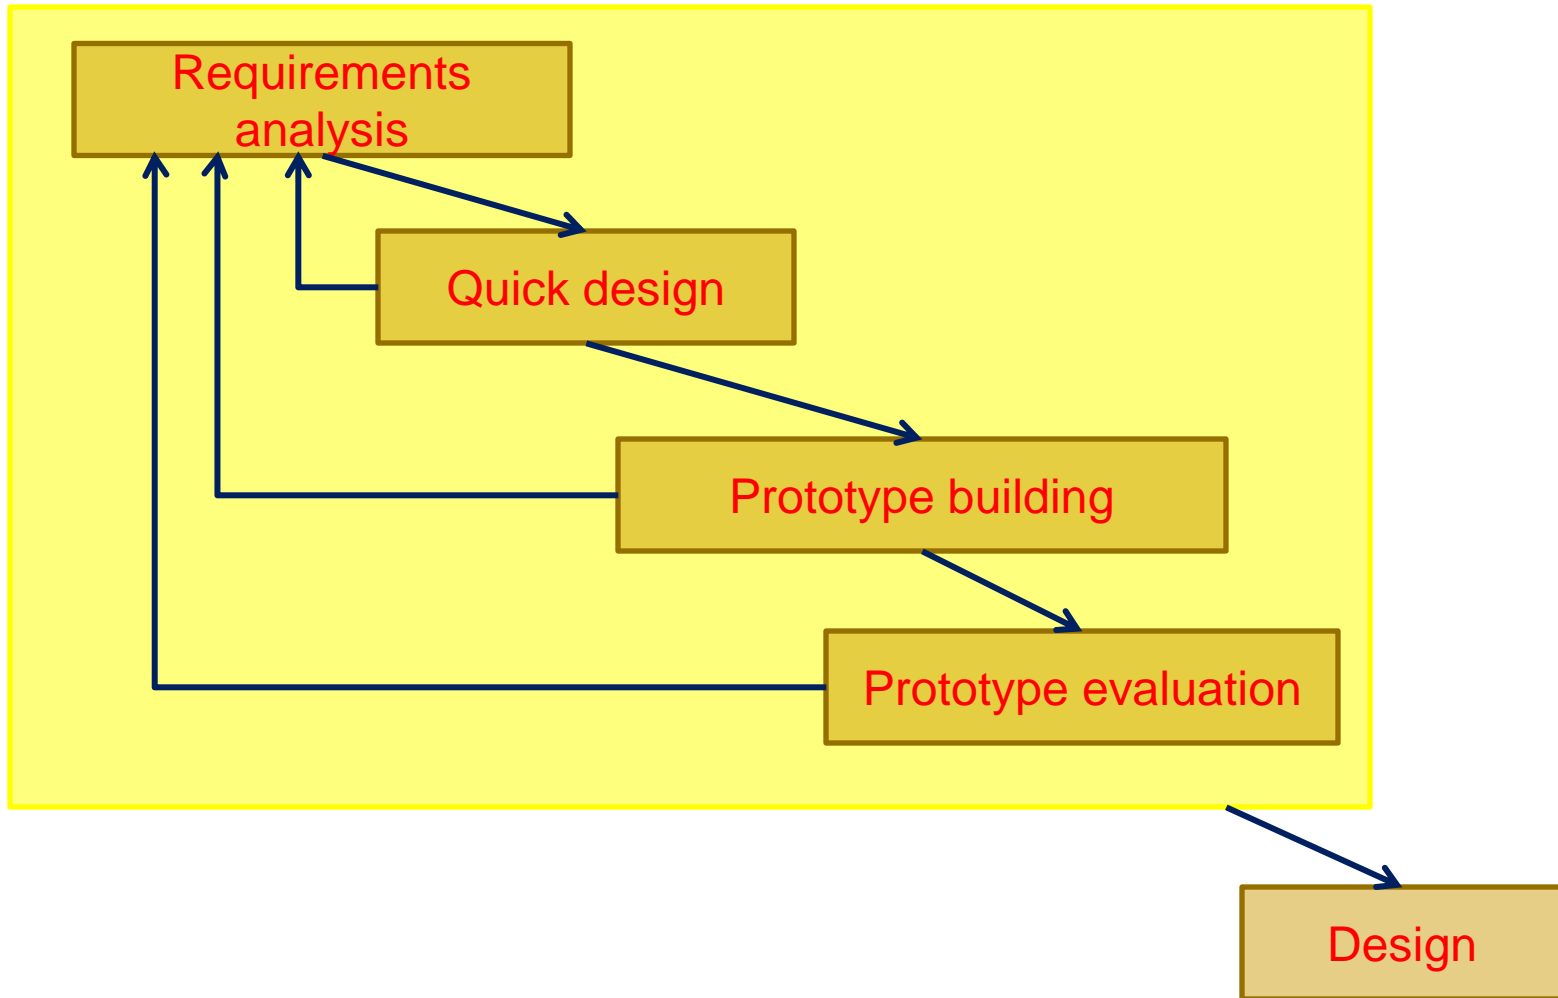 Requirements
analysis
Quick design
Prototype building
Prototype evaluation
Design